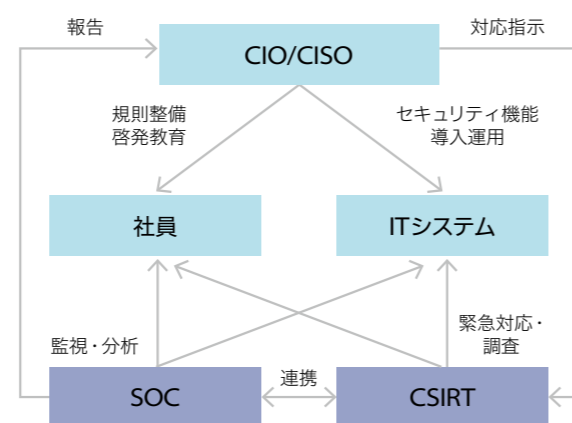 報告
対応指示
CIO/CISO
規則整備
啓発教育
セキュリティ機能
導入運用
社員
ITシステム
監視・分析
緊急対応・
調査
連携
SOC
CSIRT